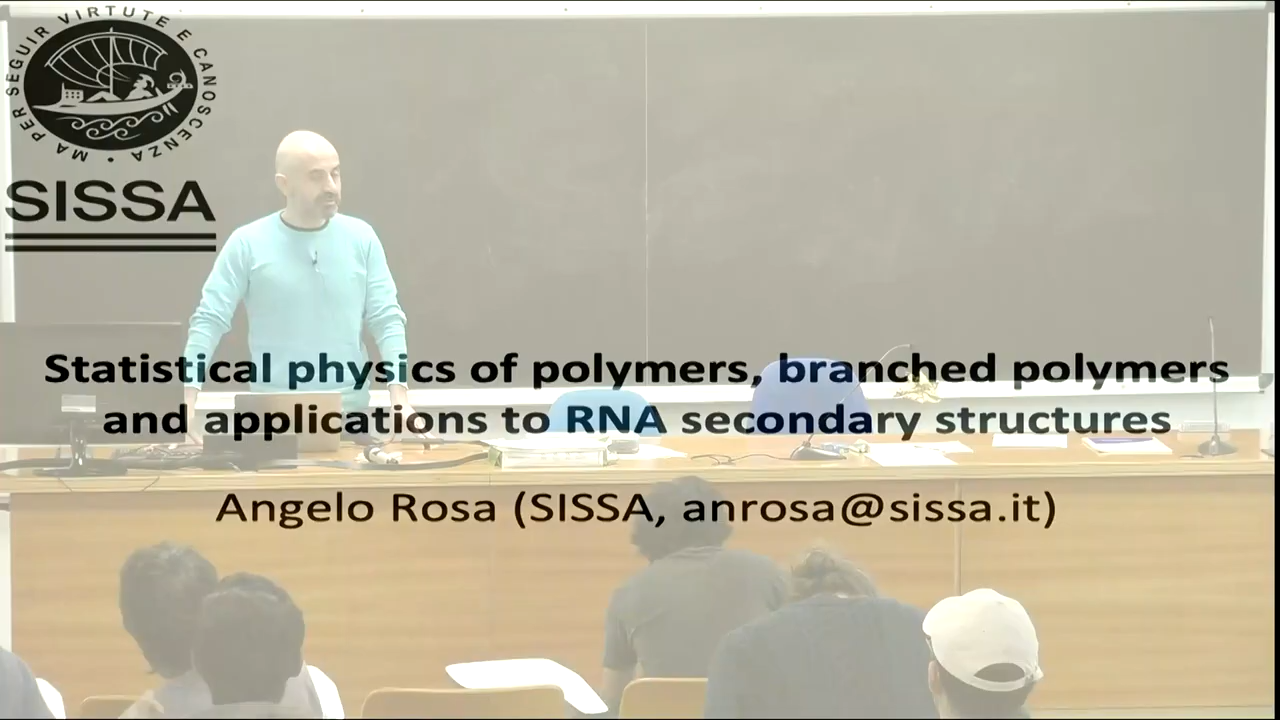 MA PER SEGUIR VIRTUTE E CANOSCENZA
SISSA
Statistical physics of polymers, branched polymers
and applications to RNA secondary structures
Angelo Rosa (SISSA, anrosa@sissa.it)